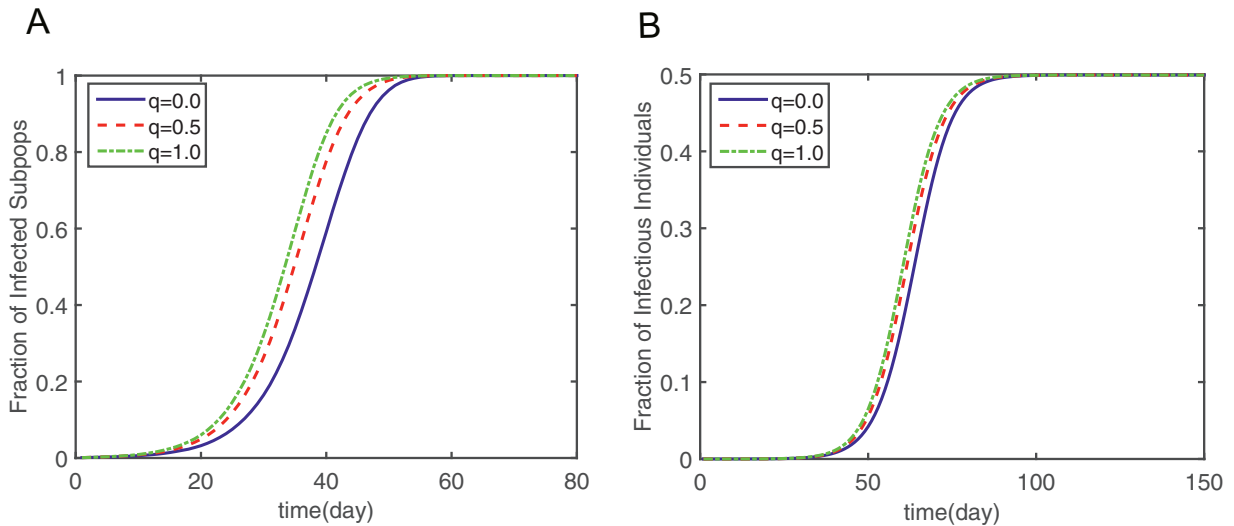 A
Fraction of Infected Subpops
1
0.8
0.6
0.4
0.2
0
q=0.0
q=0.5
q=1.0
0 20 40 60 80
time(day)
B
Fraction of Infectious Individuals
0.5
0.4
0.3
0.2
0.1
0
q=0.0
q=0.5
q=1.0
0 50 100 150
time(day)